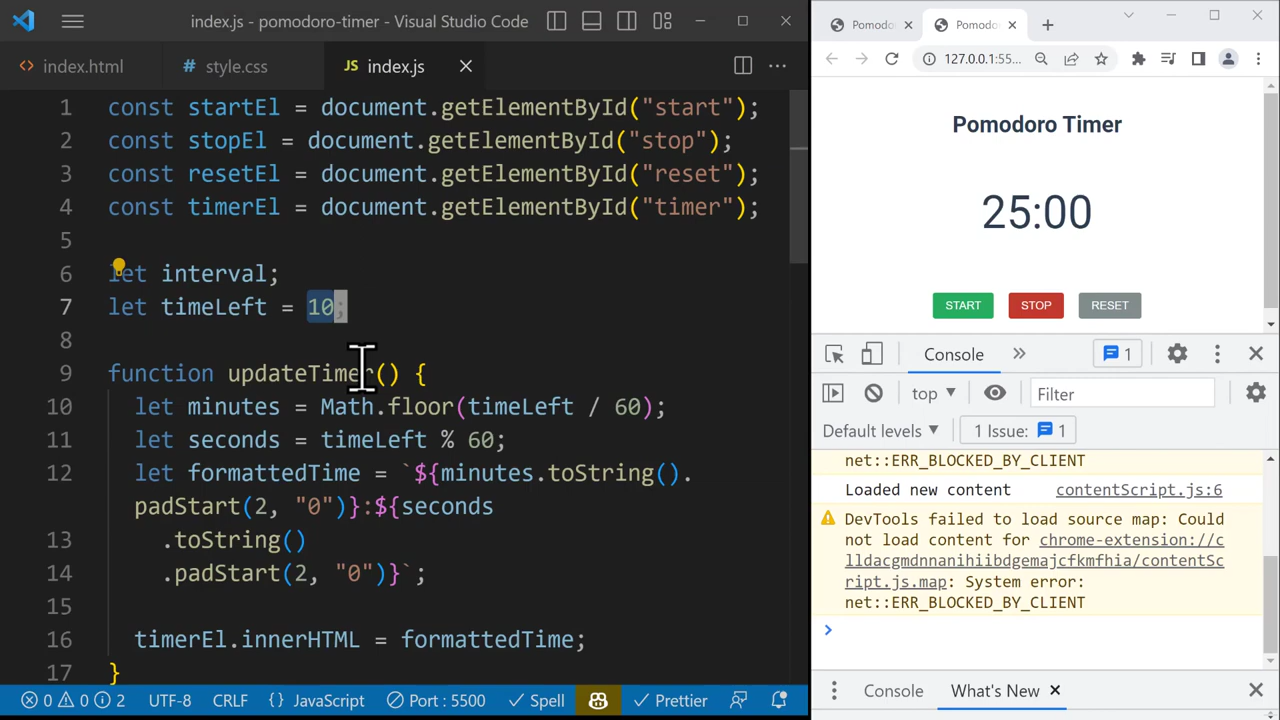 index.js - pomodoro-timer - Visual Studio Code
index.html
style.css
JS index.js
1 const startEl = document.getElementById("start");
2 const stopEl = document.getElementById("stop");
3 const resetEl = document.getElementById("reset");
4 const timerEl = document.getElementById("timer");
5
6 let interval;
7 let timeLeft = 10;
8
9 function updateTimer() {
10 let minutes = Math.floor(timeLeft / 60);
11 let seconds = timeLeft % 60;
12 let formattedTime = `${minutes.toString().
padStart(2, "0")}:${seconds
13 .toString()
14 .padStart(2, "0")}`;
15
16 timerEl.innerHTML = formattedTime;
17 }
0 0 2 UTF-8 CRLF {} JavaScript Port : 5500 Spell Prettier
Pomodo
Pomodo
127.0.0.1:55...
Pomodoro Timer
25:00
START STOP RESET
Console
1
top
Filter
Default levels
1 Issue: 1
net::ERR_BLOCKED_BY_CLIENT
Loaded new content contentScript.js:6
DevTools failed to load source map: Could
not load content for chrome-extension://c
lldacgmdnnanihiibdgemajcfkmfhia/contentSc
ript.js.map: System error:
net::ERR_BLOCKED_BY_CLIENT
Console
What's New